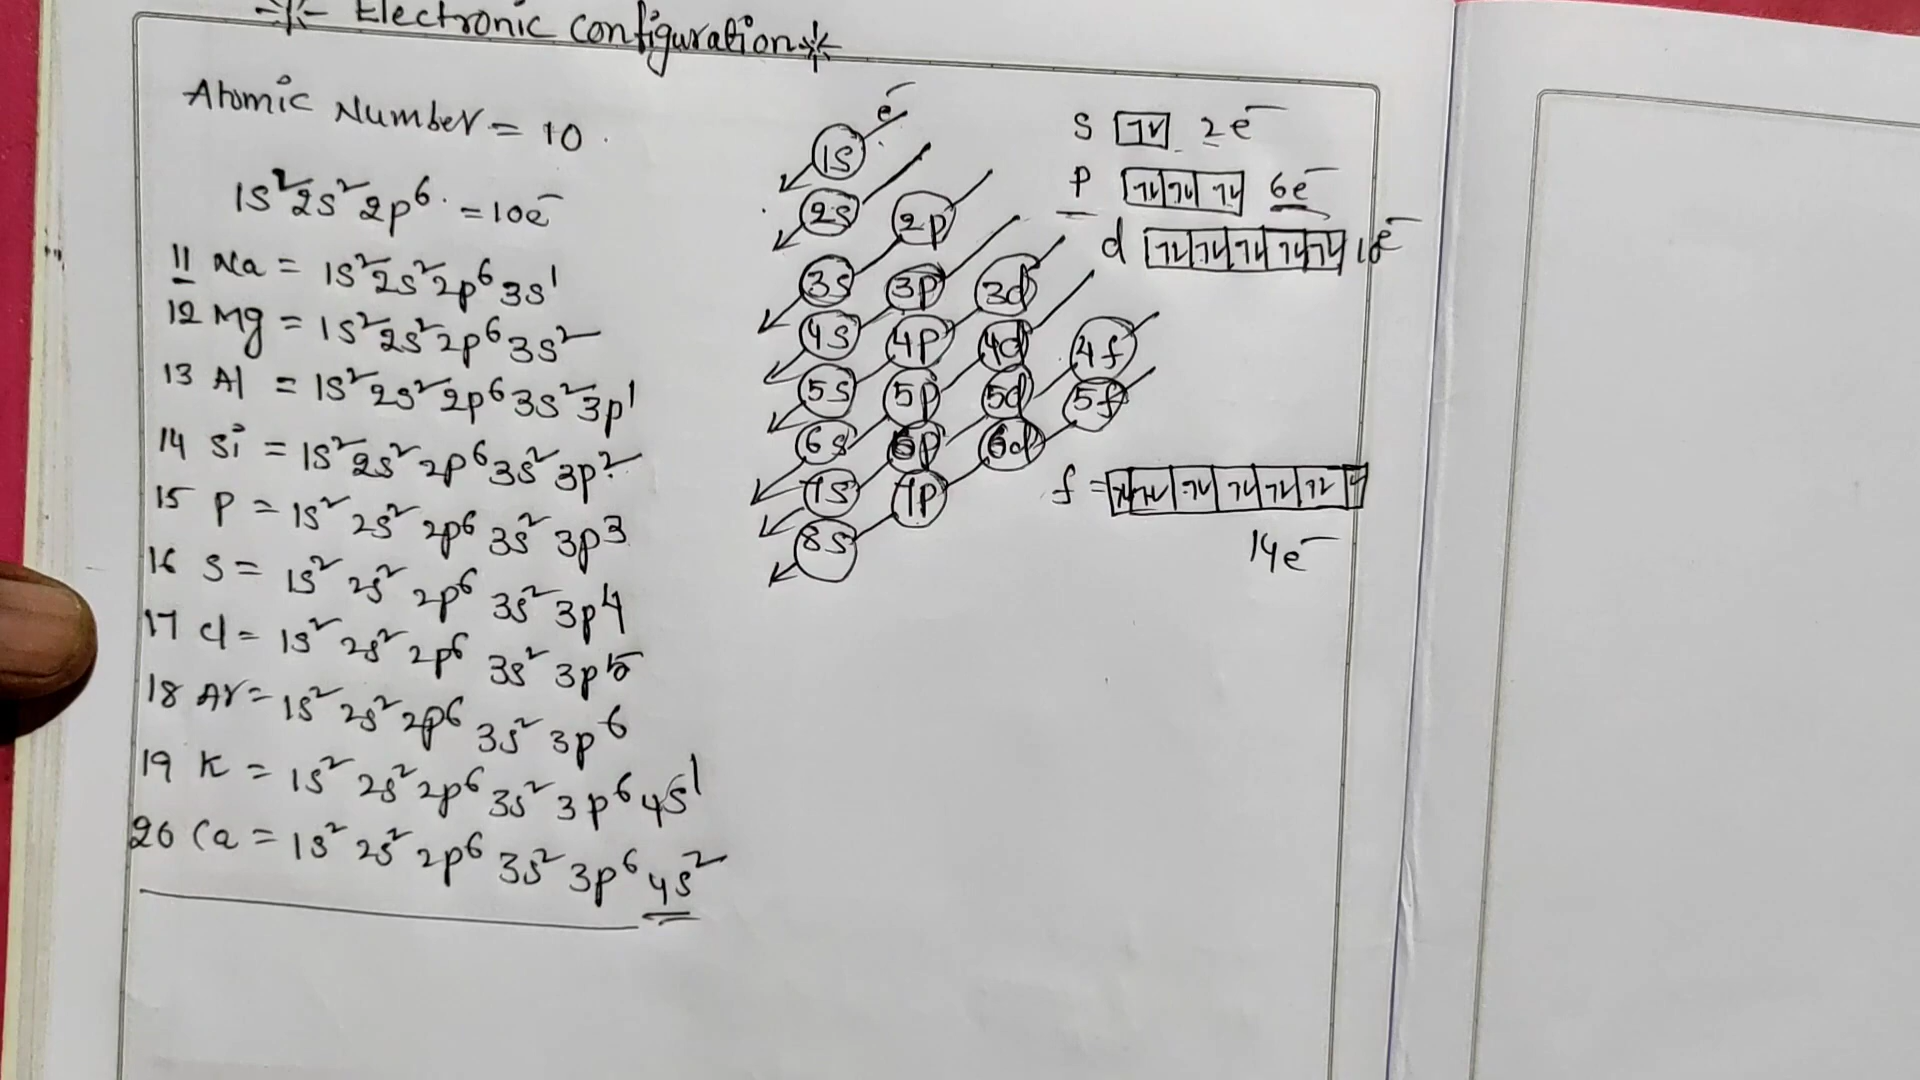 Electronic configuration
Atomic Number = 10
1s² 2s² 2p⁶ = 10e⁻
11 Na = 1s² 2s² 2p⁶ 3s¹
12 Mg = 1s² 2s² 2p⁶ 3s²
13 Al = 1s² 2s² 2p⁶ 3s² 3p¹
14 Si = 1s² 2s² 2p⁶ 3s² 3p²
15 P = 1s² 2s² 2p⁶ 3s² 3p³
16 S = 1s² 2s² 2p⁶ 3s² 3p⁴
17 Cl = 1s² 2s² 2p⁶ 3s² 3p⁵
18 Ar = 1s² 2s² 2p⁶ 3s² 3p⁶
19 K = 1s² 2s² 2p⁶ 3s² 3p⁶ 4s¹
20 Ca = 1s² 2s² 2p⁶ 3s² 3p⁶ 4s²
e⁻
1s
2s 2p
3s 3p 3d
4s 4p 4d 4f
5s 5p 5d 5f
6s 6p 6d
7s 7p
8s
S 2e⁻
P 6e⁻
d 10e⁻
f =
14e⁻